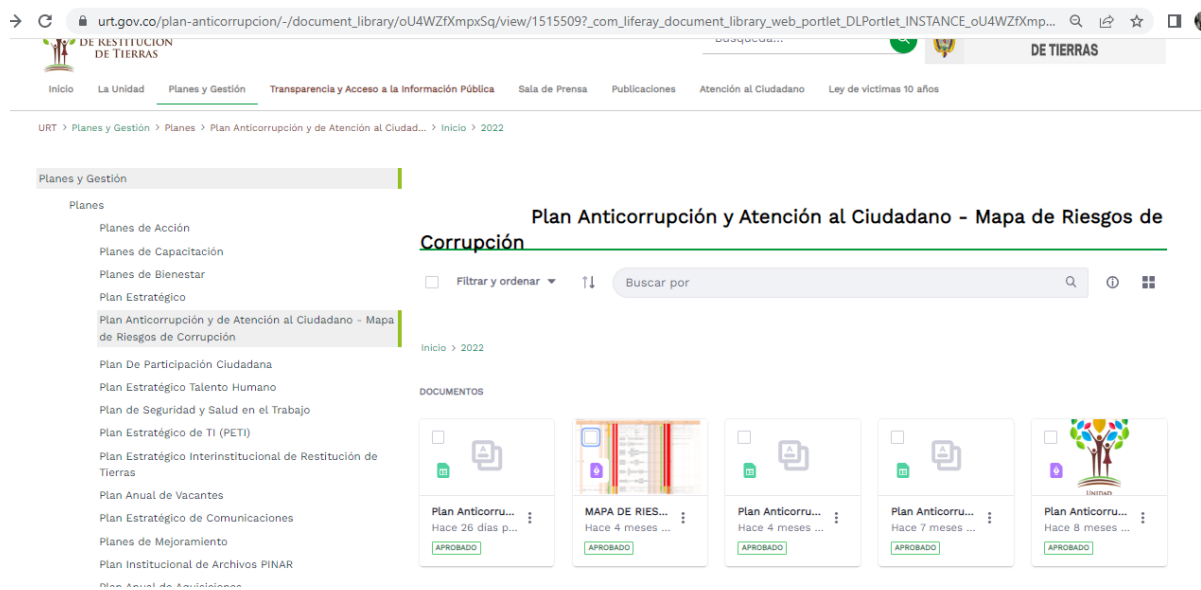 urt.gov.co/plan-anticorrupcion/-/document_library/oU4WZfXmpxSq/view/1515509?_com_liferay_document_library_web_portlet_DLPortlet_INSTANCE_oU4WZfXmp...
DE RESTITUCIÓN
DE TIERRAS
Búsqueda...
DE TIERRAS
Inicio La Unidad Planes y Gestión Transparencia y Acceso a la Información Pública Sala de Prensa Publicaciones Atención al Ciudadano Ley de víctimas 10 años
URT > Planes y Gestión > Planes > Plan Anticorrupción y de Atención al Ciudad... > Inicio > 2022
Planes y Gestión
Planes
Planes de Acción
Planes de Capacitación
Planes de Bienestar
Plan Estratégico
Plan Anticorrupción y de Atención al Ciudadano - Mapa
de Riesgos de Corrupción
Plan De Participación Ciudadana
Plan Estratégico Talento Humano
Plan de Seguridad y Salud en el Trabajo
Plan Estratégico de TI (PETI)
Plan Estratégico Interinstitucional de Restitución de
Tierras
Plan Anual de Vacantes
Plan Estratégico de Comunicaciones
Planes de Mejoramiento
Plan Institucional de Archivos PINAR
Plan Anual de Aquisiciones
Plan Anticorrupción y Atención al Ciudadano - Mapa de Riesgos de
Corrupción
Filtrar y ordenar Buscar por
Inicio > 2022
DOCUMENTOS
UNIDAD
Plan Anticorru... MAPA DE RIES... Plan Anticorru... Plan Anticorru... Plan Anticorru...
Hace 26 días p... Hace 4 meses ... Hace 4 meses ... Hace 7 meses ... Hace 8 meses ...
APROBADO APROBADO APROBADO APROBADO APROBADO